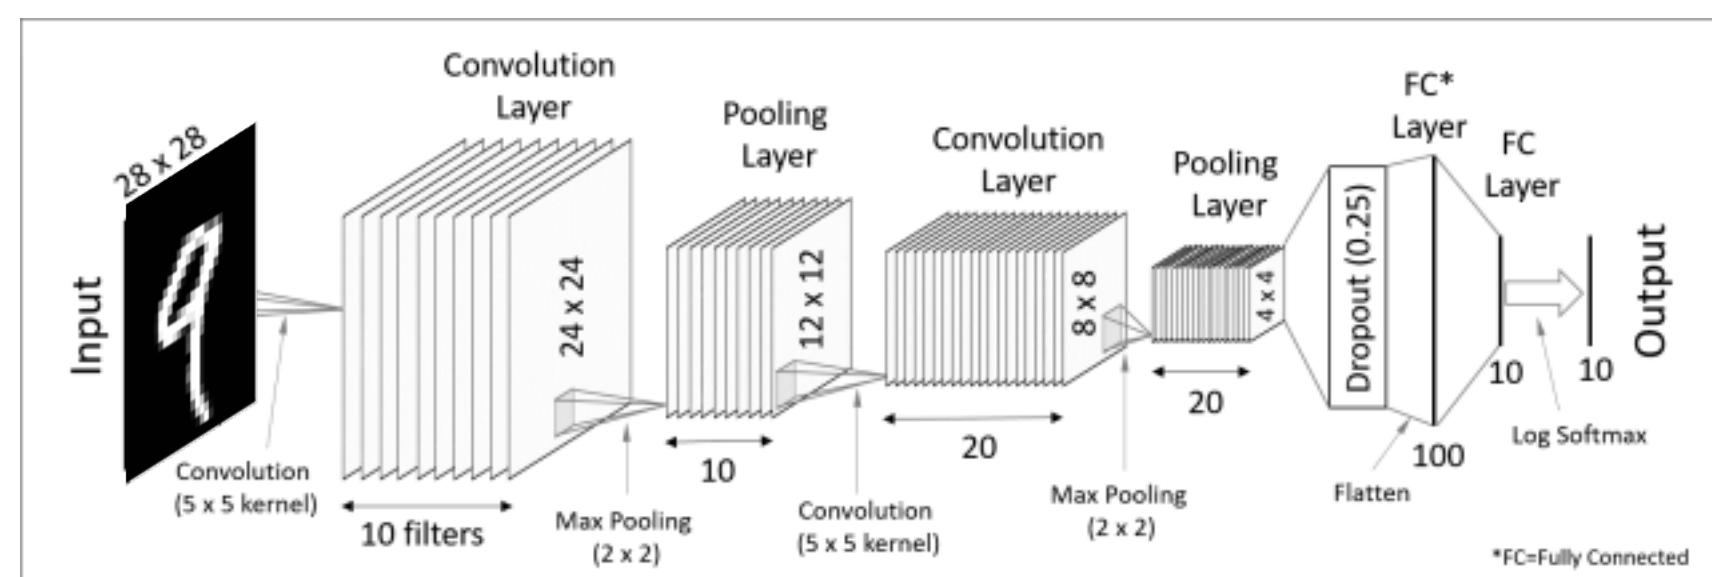 Input
28 x 28
Convolution
(5 x 5 kernel)
Convolution
Layer
24 x 24
10 filters
Max Pooling
(2 x 2)
Pooling
Layer
12 x 12
10
Convolution
(5 x 5 kernel)
Convolution
Layer
8 x 8
20
Max Pooling
(2 x 2)
Pooling
Layer
4 x 4
20
Dropout (0.25)
Flatten
FC*
Layer
100
FC
Layer
10
Log Softmax
10
Output
*FC=Fully Connected